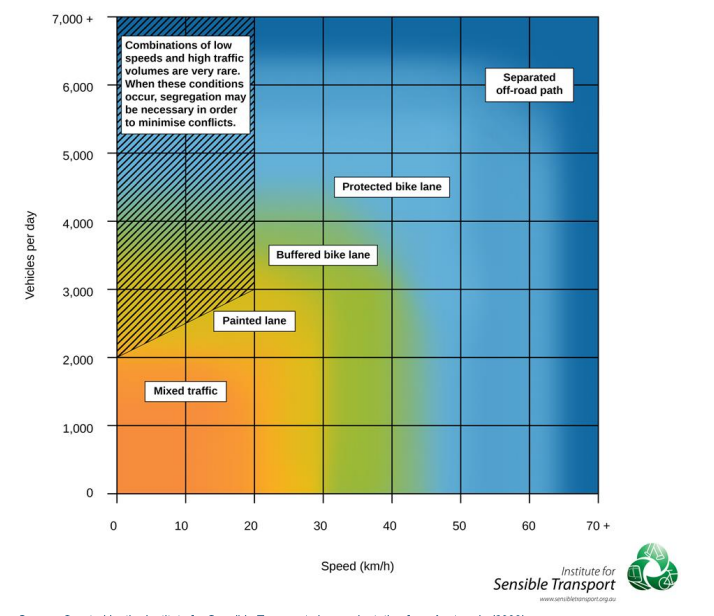 7,000 +
Combinations of low
speeds and high traffic
volumes are very rare.
When these conditions
occur, segregation may
be necessary in order
to minimise conflicts.
Separated
off-road path
6,000
5,000
Protected bike lane
4,000
Buffered bike lane
Vehicles per day
3,000
Painted lane
2,000
Mixed traffic
1,000
0
0 10 20 30 40 50 60 70 +
Speed (km/h)
Institute for
Sensible Transport
www.sensibletransport.org.au